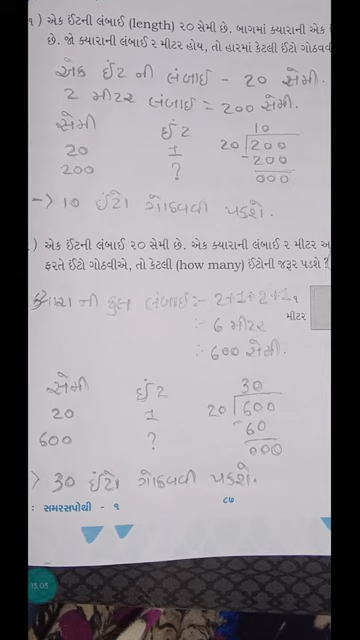 ૧) એક ઈંટની લંબાઈ (length) ૨૦ સેમી છે. બાગમાં ક્યારાની એક
છે. જો ક્યારાની લંબાઈ ૨ મીટર હોય, તો હારમાં કેટલી ઈંટો ગોઠવવી
એક ઈંટ ની લંબાઈ - 20 સેમી.
2 મીટર લંબાઈ = 200 સેમી.
સેમી ઈંટ 10
20 1 20 200
200 ? - 200
000
-> 10 ઈંટો ગોઠવવી પડશે.
) એક ઈંટની લંબાઈ ૨૦ સેમી છે. એક ક્યારાની લંબાઈ ૨ મીટર અ
ફરતે ઈંટો ગોઠવીએ, તો કેટલી (how many) ઈંટોની જરૂર પડશે ?
ક્યારા ની કુલ લંબાઈ :- 2+1+2+1 ૧
:- 6 મીટર મીટર
:- 600 સેમી.
સેમી ઈંટ 30
20 1 20 600
600 ? - 60
000
> 30 ઈંટો ગોઠવવી પડશે.
: સમરસપોથી - ૧ ૮૭